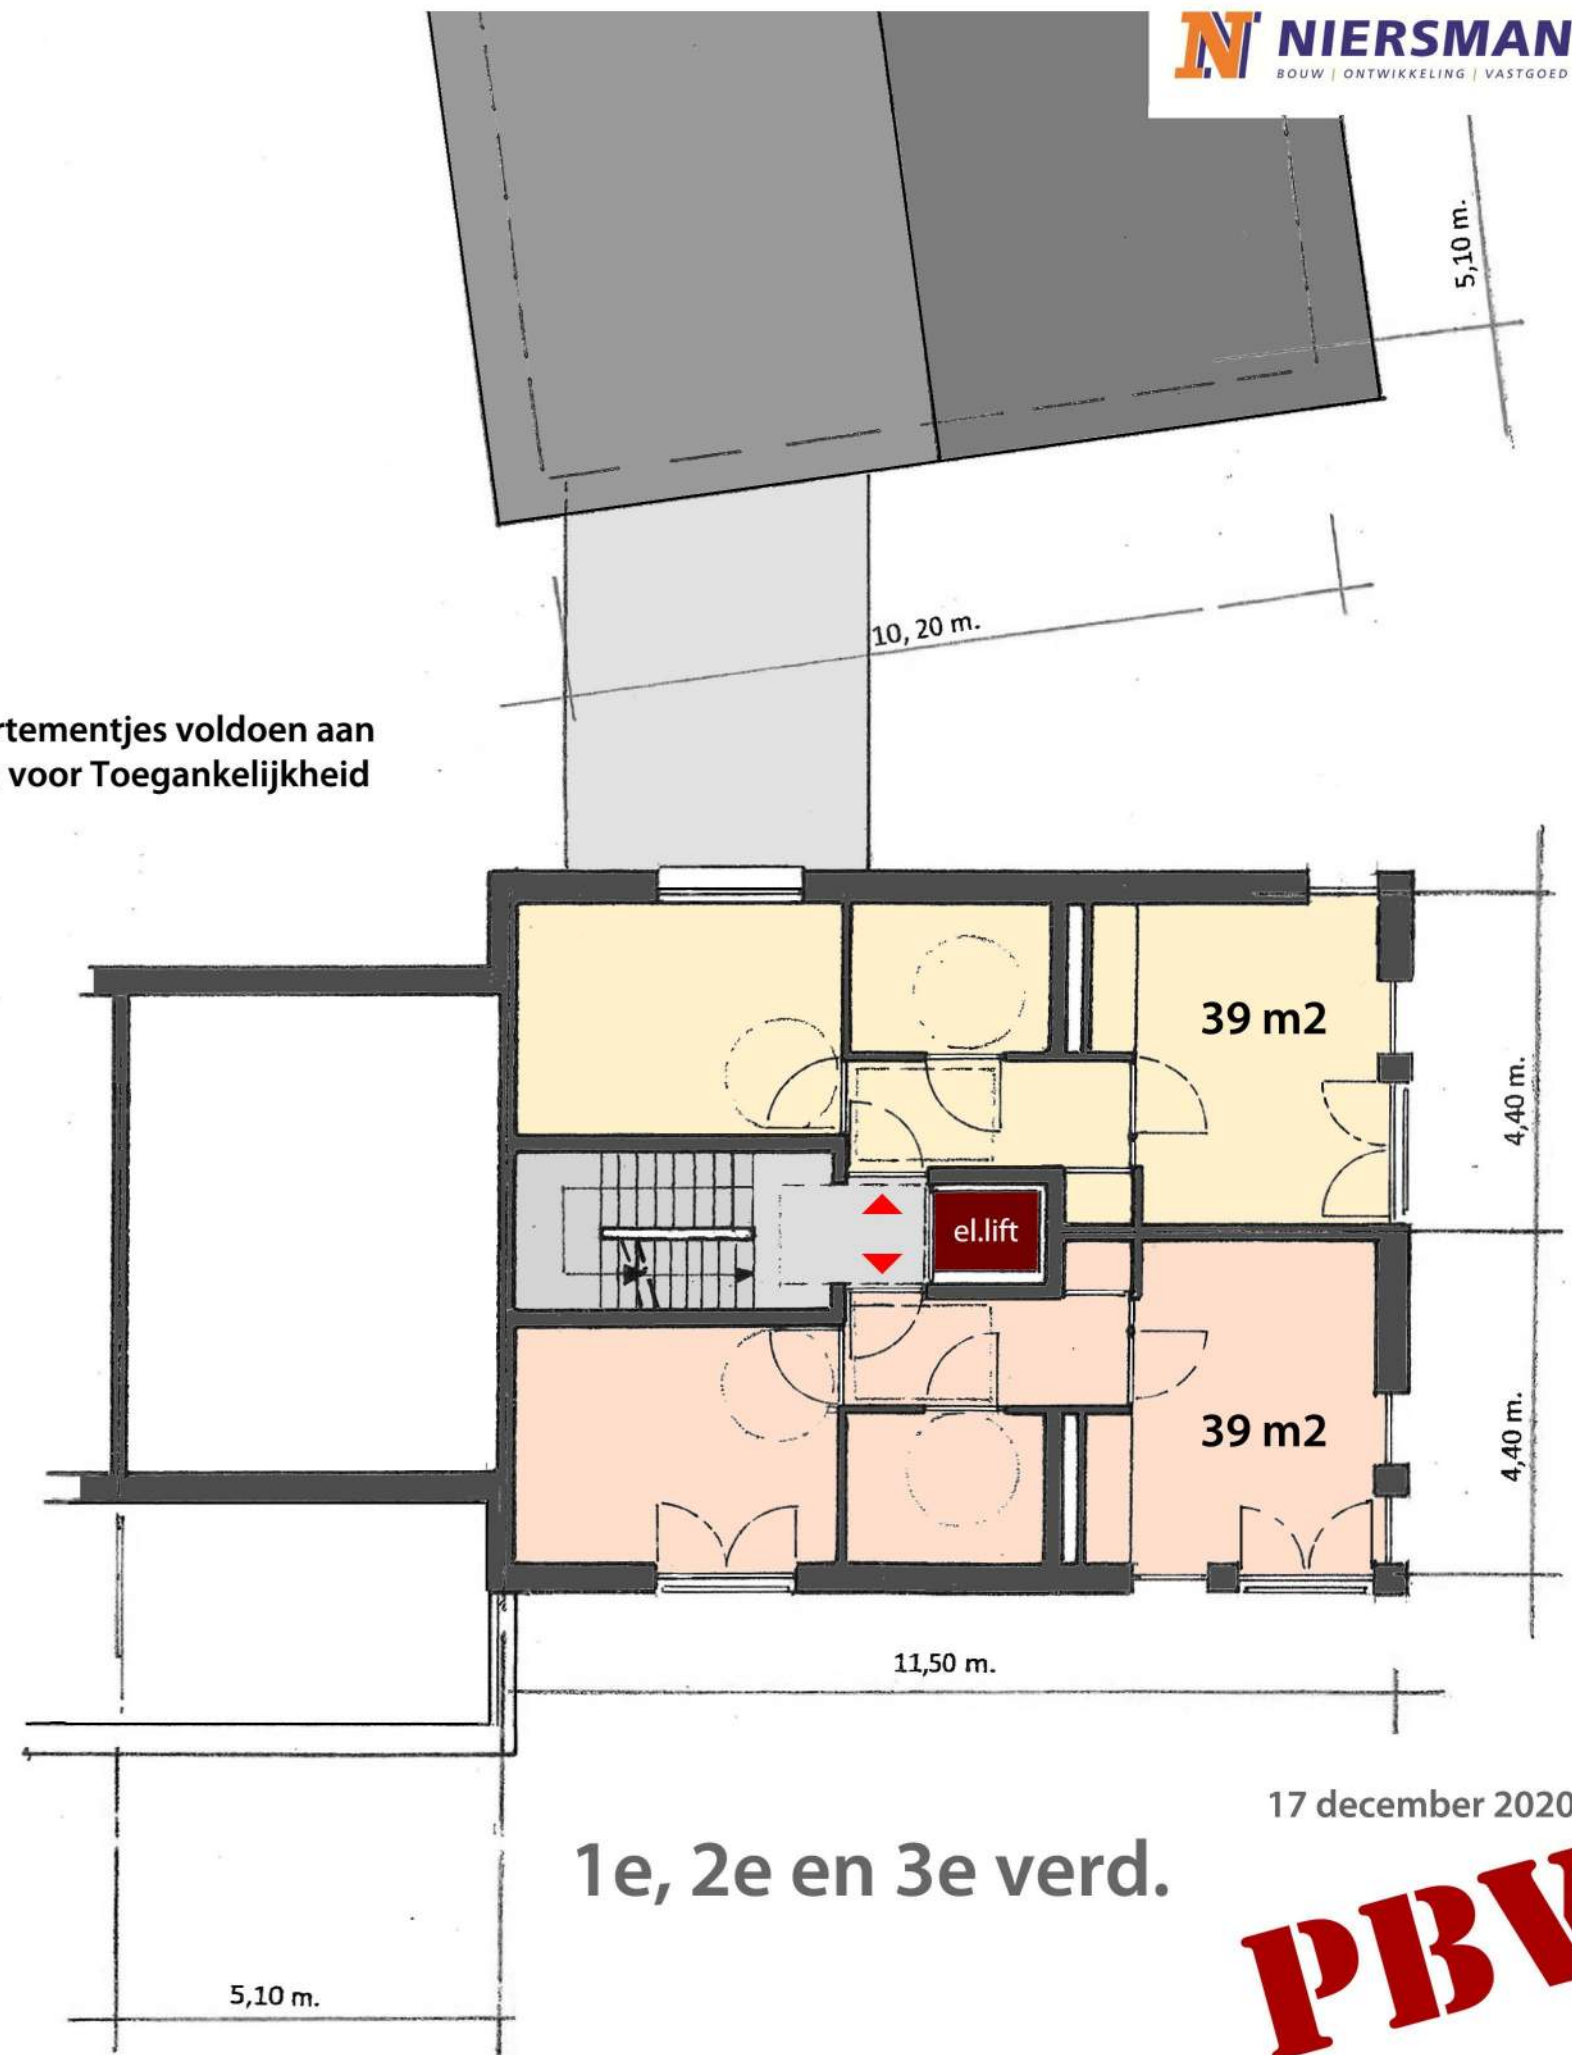 NIERSMAN
BOUW | ONTWIKKELING | VASTGOED
5,10 m.
10, 20 m.
rtementjes voldoen aan
voor Toegankelijkheid
39 m2
4,40 m.
el.lift
39 m2
4,40 m.
11,50 m.
17 december 2020
1e, 2e en 3e verd.
PBV
5,10 m.